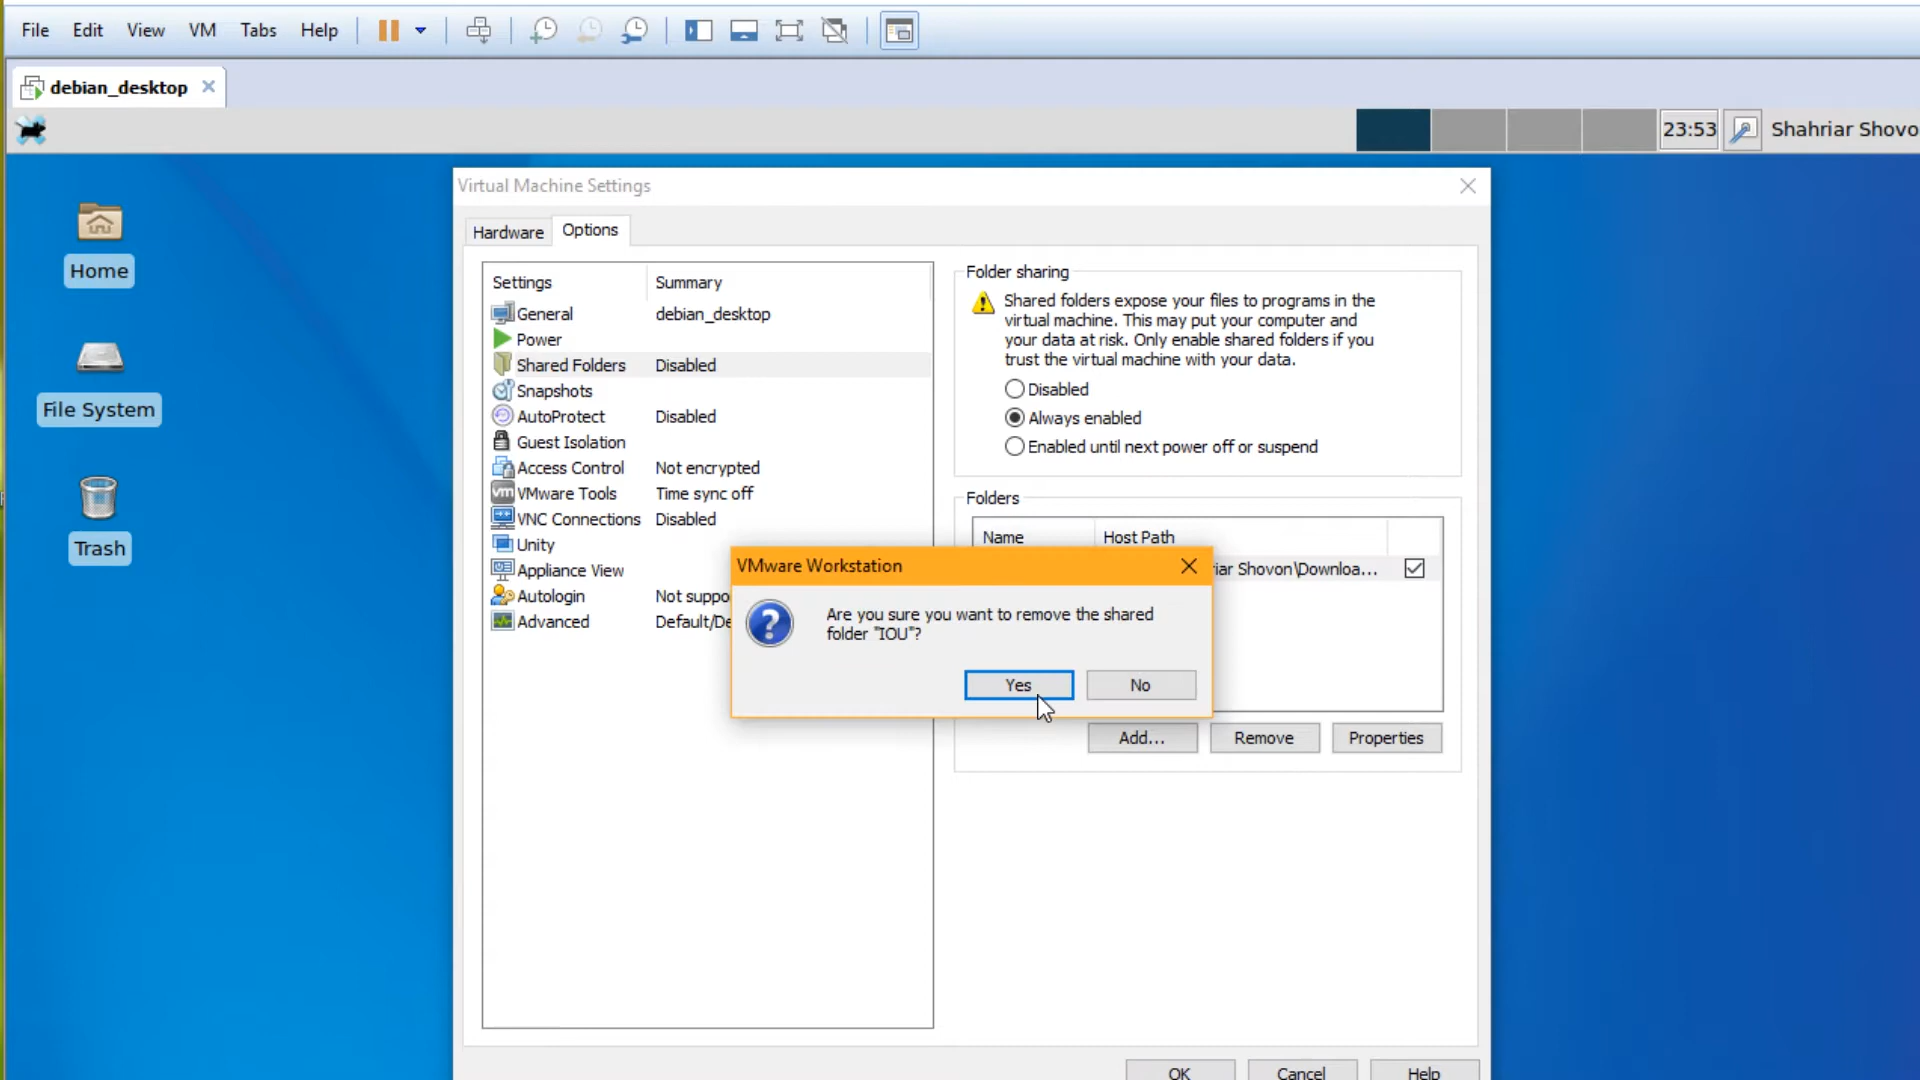 File Edit View VM Tabs Help
debian_desktop
23:53 Shahriar Shovo
Home
File System
Trash
Virtual Machine Settings
Hardware Options
Settings Summary
General debian_desktop
Power
Shared Folders Disabled
Snapshots
AutoProtect Disabled
Guest Isolation
Access Control Not encrypted
VMware Tools Time sync off
VNC Connections Disabled
Unity
Appliance View
Autologin Not suppo
Advanced Default/De
Folder sharing
Shared folders expose your files to programs in the
virtual machine. This may put your computer and
your data at risk. Only enable shared folders if you
trust the virtual machine with your data.
Disabled
Always enabled
Enabled until next power off or suspend
Folders
Name Host Path
iar Shovon\Downloa...
VMware Workstation
Are you sure you want to remove the shared
folder "IOU"?
Yes No
Add... Remove Properties
OK Cancel Help